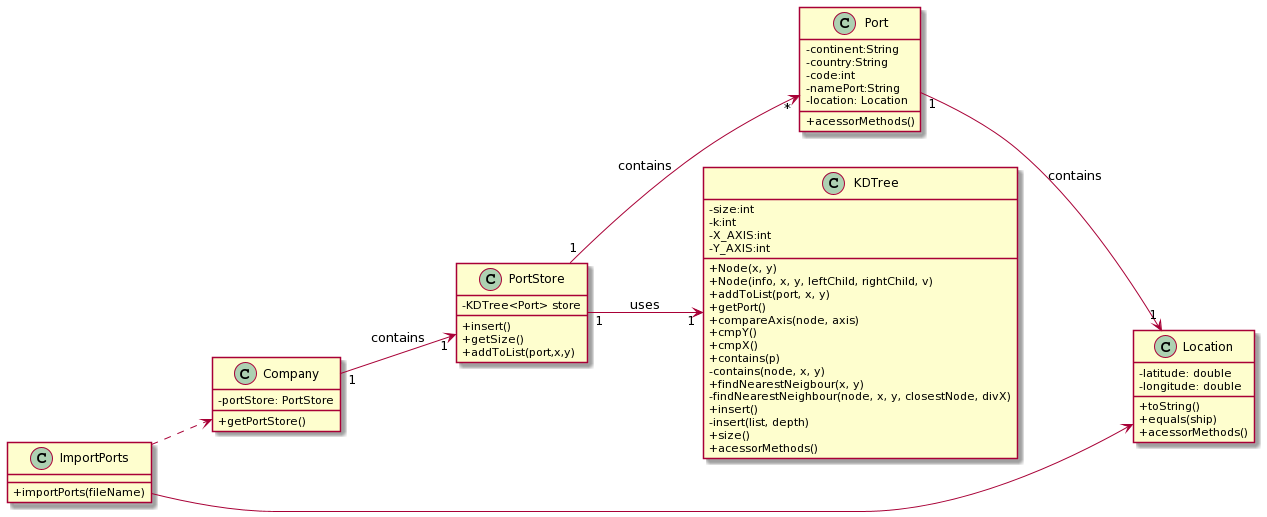 C Port
-continent:String
-country:String
-code:int
-namePort:String
-location: Location
+acessorMethods()
*
1
contains
contains
C KDTree
-size:int
-k:int
-X_AXIS:int
-Y_AXIS:int
+Node(x, y)
+Node(info, x, y, leftChild, rightChild, v)
+addToList(port, x, y)
+getPort()
+compareAxis(node, axis)
+cmpY()
+cmpX()
+contains(p)
-contains(node, x, y)
+findNearestNeigbour(x, y)
-findNearestNeighbour(node, x, y, closestNode, divX)
+insert()
-insert(list, depth)
+size()
+acessorMethods()
1
C PortStore
-KDTree<Port> store
+insert()
+getSize()
+addToList(port,x,y)
uses
1
1
1
C Location
-latitude: double
-longitude: double
+toString()
+equals(ship)
+acessorMethods()
contains
1
1
C Company
-portStore: PortStore
+getPortStore()
C ImportPorts
+importPorts(fileName)